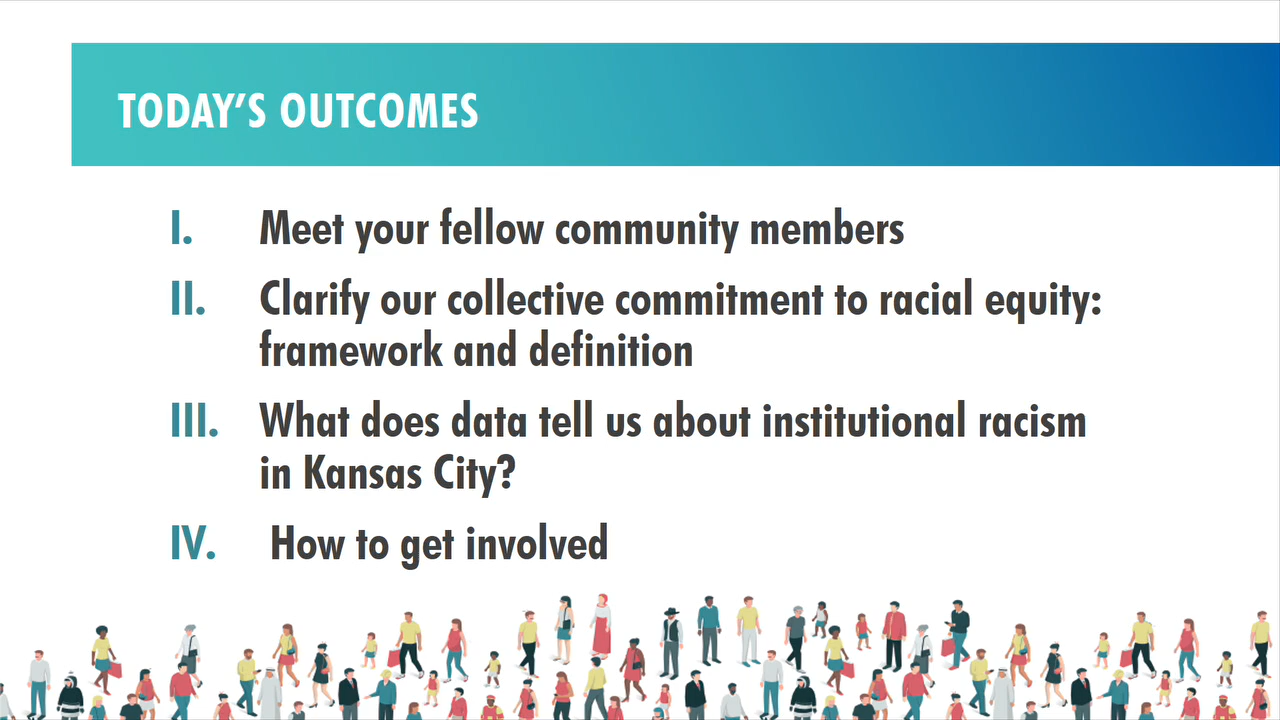 TODAY’S OUTCOMES
I. Meet your fellow community members
II. Clarify our collective commitment to racial equity:
framework and definition
III. What does data tell us about institutional racism
in Kansas City?
IV. How to get involved